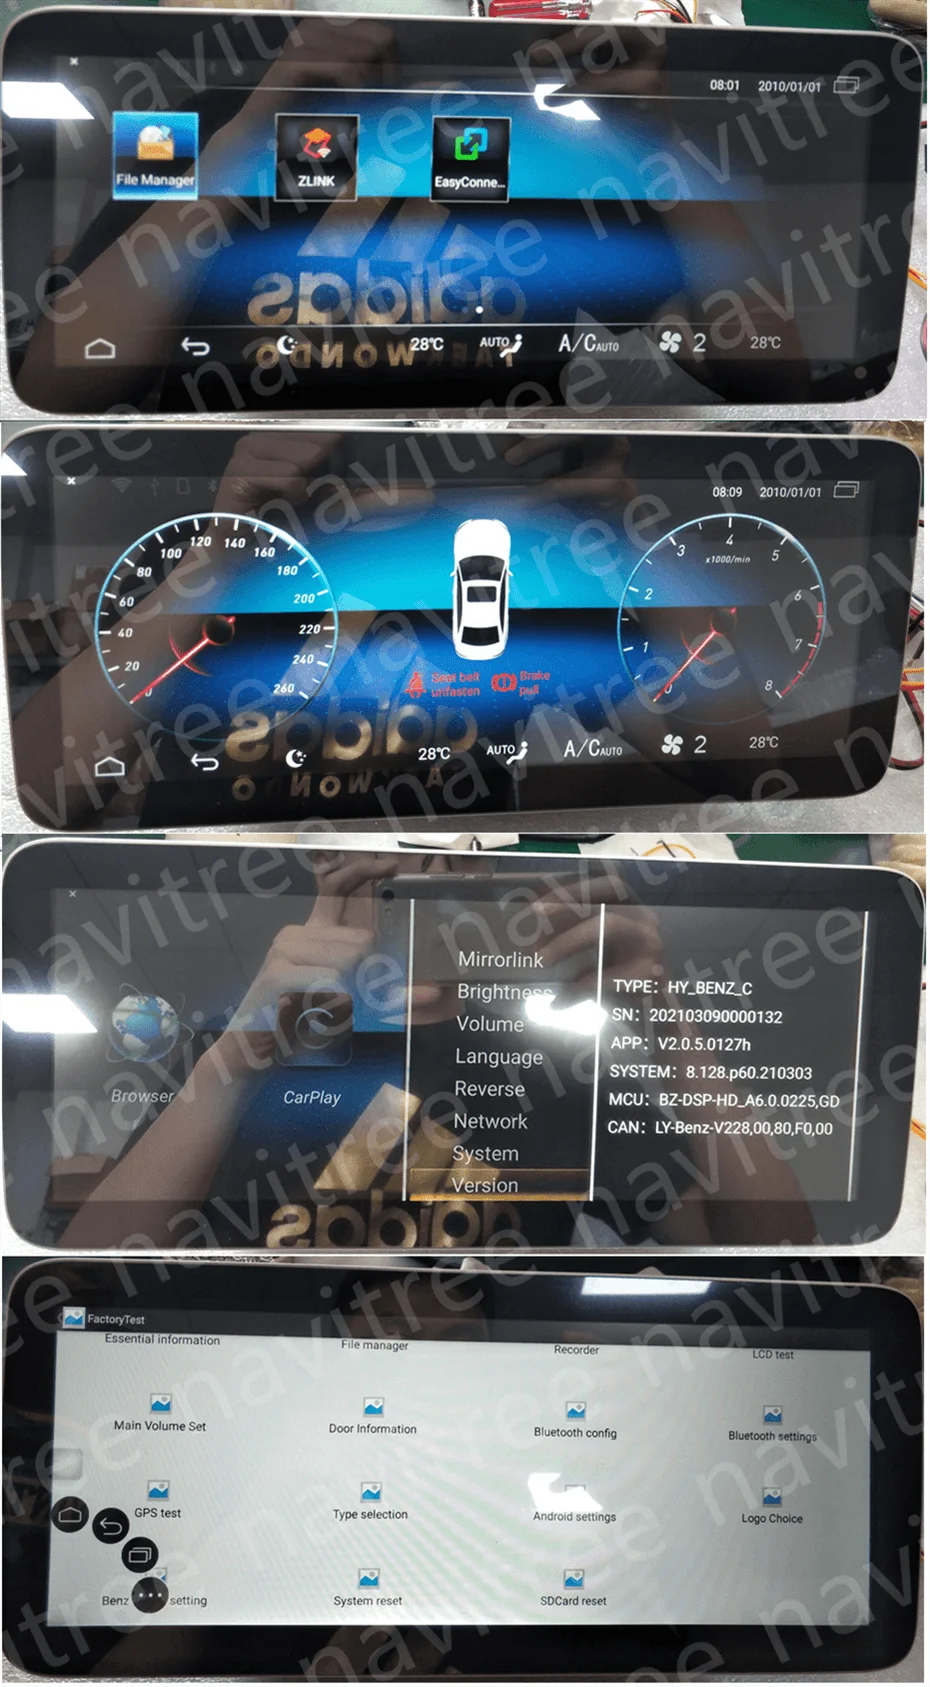 08:01 2010/01/01
File Manager ZLINK EasyConne...
28℃ AUTO A/C AUTO 2 28℃
08:09 2010/01/01
0 20 40 60 80 100 120 140 160 180 200 220 240 260
0 1 2 3 4 5 6 7 8
x1000/min
Seat belt unfasten
Brake pull
28℃ AUTO A/C AUTO 2 28℃
Browser CarPlay
Mirrorlink
Brightness
Volume
Language
Reverse
Network
System
Version
TYPE: HY_BENZ_C
SN: 202103090000132
APP: V2.0.5.0127h
SYSTEM: 8.128.p60.210303
MCU: BZ-DSP-HD_A6.0.0225,GD
CAN: LY-Benz-V228,00,80,F0,00
FactoryTest
Essential information File manager Recorder LCD test
Main Volume Set Door Information Bluetooth config Bluetooth settings
GPS test Type selection Android settings Logo Choice
Benz setting System reset SDCard reset
adidas
TAEKWONDO
navitree